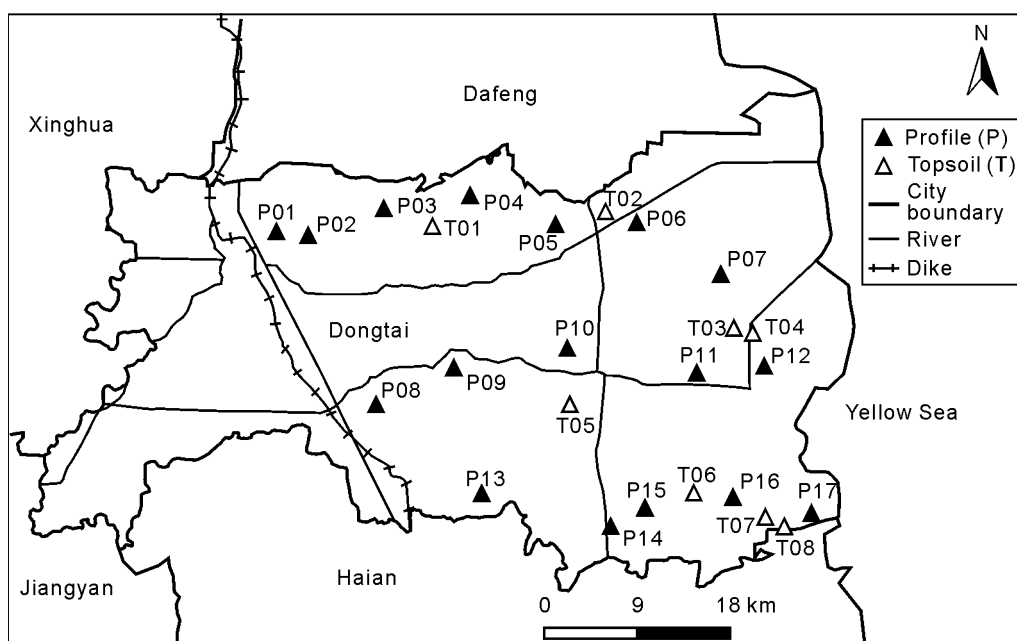 N
Dafeng
Xinghua
Profile (P)
Topsoil (T)
City
boundary
River
Dike
P01
P02
P03
T01
P04
P05
T02
P06
P07
Dongtai
P10
T03
T04
P11
P12
P08
P09
T05
Yellow Sea
P13
P14
P15
T06
P16
T07
P17
T08
Jiangyan
Haian
0 9 18 km